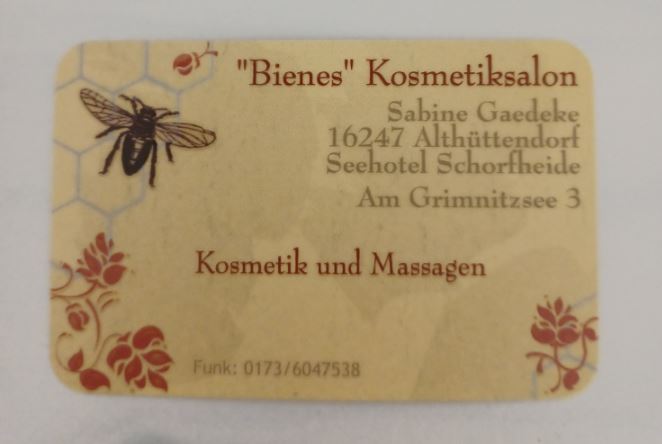 "Bienes" Kosmetiksalon
Sabine Gaedeke
16247 Althüttendorf
Seehotel Schorfheide
Am Grimnitzsee 3
Kosmetik und Massagen
Funk: 0173/6047538